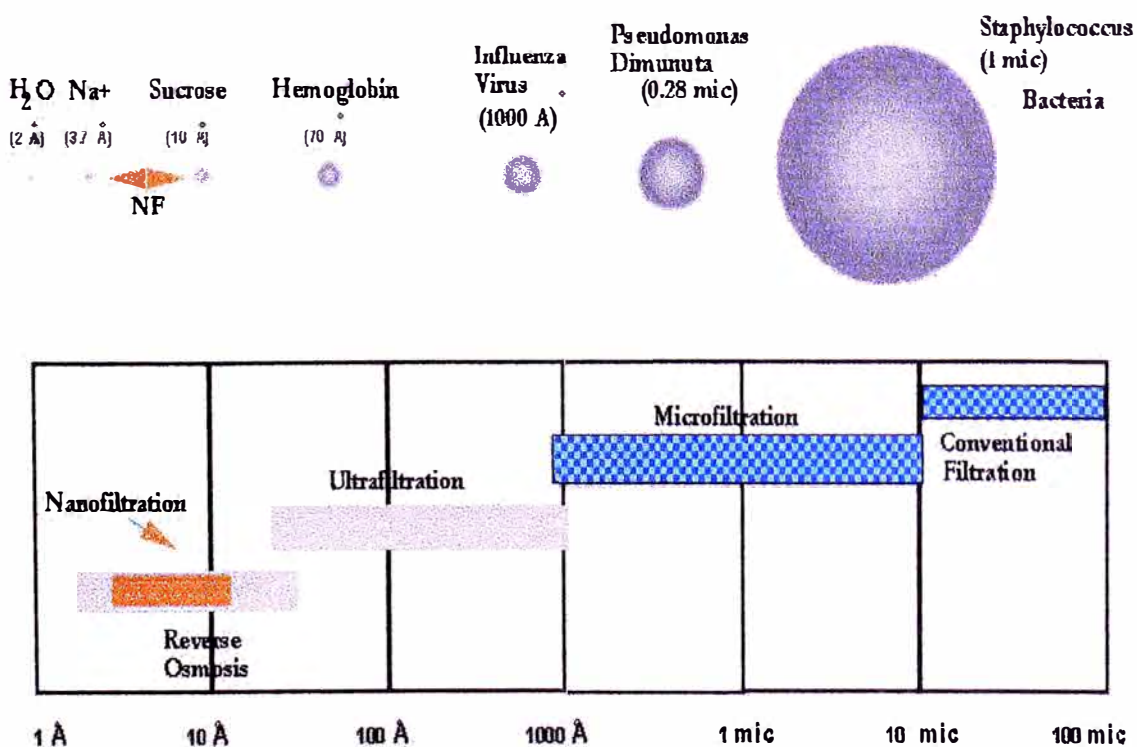 H₂O Na+ Sucrose Hemoglobin
(2 Å) (3.7 Å) (10 Å) (70 Å)
NF
Influenza
Virus
(1000 Å)
Pseudomonas
Dimunuta
(0.28 mic)
Staphylococcus
(1 mic)
Bacteria
Microfiltration
Conventional
Filtration
Ultrafiltration
Nanofiltration
Reverse
Osmosis
1 Å 10 Å 100 Å 1000 Å 1 mic 10 mic 100 mic